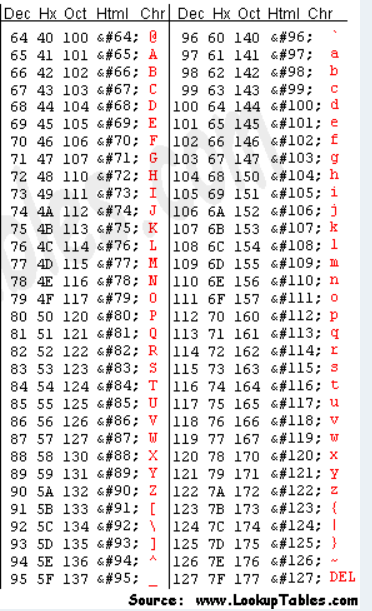 Dec Hx Oct Html Chr Dec Hx Oct Html Chr
64 40 100 &#64; @ 96 60 140 &#96; `
65 41 101 &#65; A 97 61 141 &#97; a
66 42 102 &#66; B 98 62 142 &#98; b
67 43 103 &#67; C 99 63 143 &#99; c
68 44 104 &#68; D 100 64 144 &#100; d
69 45 105 &#69; E 101 65 145 &#101; e
70 46 106 &#70; F 102 66 146 &#102; f
71 47 107 &#71; G 103 67 147 &#103; g
72 48 110 &#72; H 104 68 150 &#104; h
73 49 111 &#73; I 105 69 151 &#105; i
74 4A 112 &#74; J 106 6A 152 &#106; j
75 4B 113 &#75; K 107 6B 153 &#107; k
76 4C 114 &#76; L 108 6C 154 &#108; l
77 4D 115 &#77; M 109 6D 155 &#109; m
78 4E 116 &#78; N 110 6E 156 &#110; n
79 4F 117 &#79; O 111 6F 157 &#111; o
80 50 120 &#80; P 112 70 160 &#112; p
81 51 121 &#81; Q 113 71 161 &#113; q
82 52 122 &#82; R 114 72 162 &#114; r
83 53 123 &#83; S 115 73 163 &#115; s
84 54 124 &#84; T 116 74 164 &#116; t
85 55 125 &#85; U 117 75 165 &#117; u
86 56 126 &#86; V 118 76 166 &#118; v
87 57 127 &#87; W 119 77 167 &#119; w
88 58 130 &#88; X 120 78 170 &#120; x
89 59 131 &#89; Y 121 79 171 &#121; y
90 5A 132 &#90; Z 122 7A 172 &#122; z
91 5B 133 &#91; [ 123 7B 173 &#123; {
92 5C 134 &#92; \ 124 7C 174 &#124; |
93 5D 135 &#93; ] 125 7D 175 &#125; }
94 5E 136 &#94; ^ 126 7E 176 &#126; ~
95 5F 137 &#95; _ 127 7F 177 &#127; DEL
Source: www.LookupTables.com